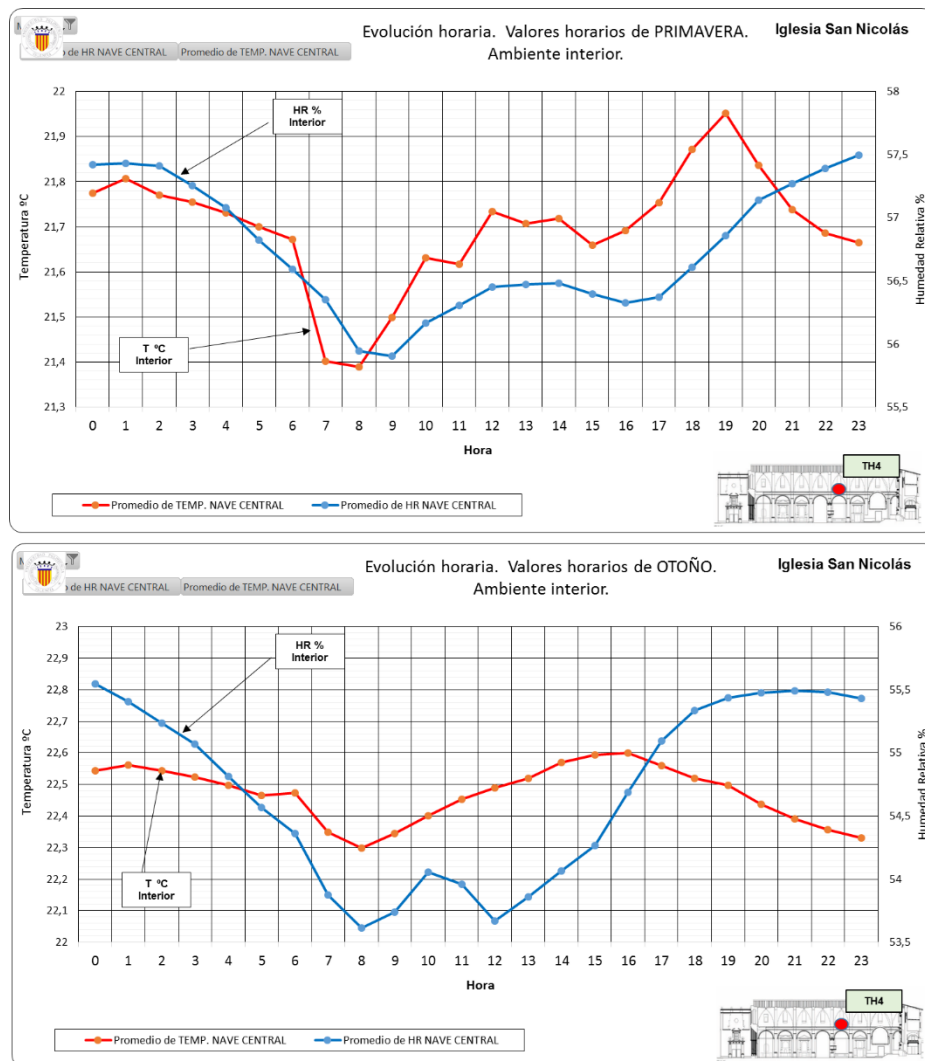 M
io de HR NAVE CENTRAL Promedio de TEMP. NAVE CENTRAL
Evolución horaria. Valores horarios de PRIMAVERA.
Ambiente interior.
Iglesia San Nicolás
22
21,9
21,8
21,7
21,6
21,5
21,4
21,3
Temperatura ºC
HR %
Interior
T ºC
Interior
58
57,5
57
56,5
56
55,5
Humedad Relativa %
0 1 2 3 4 5 6 7 8 9 10 11 12 13 14 15 16 17 18 19 20 21 22 23
Hora
TH4
Promedio de TEMP. NAVE CENTRAL Promedio de HR NAVE CENTRAL
M
io de HR NAVE CENTRAL Promedio de TEMP. NAVE CENTRAL
Evolución horaria. Valores horarios de OTOÑO.
Ambiente interior.
Iglesia San Nicolás
23
22,9
22,8
22,7
22,6
22,5
22,4
22,3
22,2
22,1
22
Temperatura ºC
HR %
Interior
T ºC
Interior
56
55,5
55
54,5
54
53,5
Humedad Relativa %
0 1 2 3 4 5 6 7 8 9 10 11 12 13 14 15 16 17 18 19 20 21 22 23
Hora
TH4
Promedio de TEMP. NAVE CENTRAL Promedio de HR NAVE CENTRAL